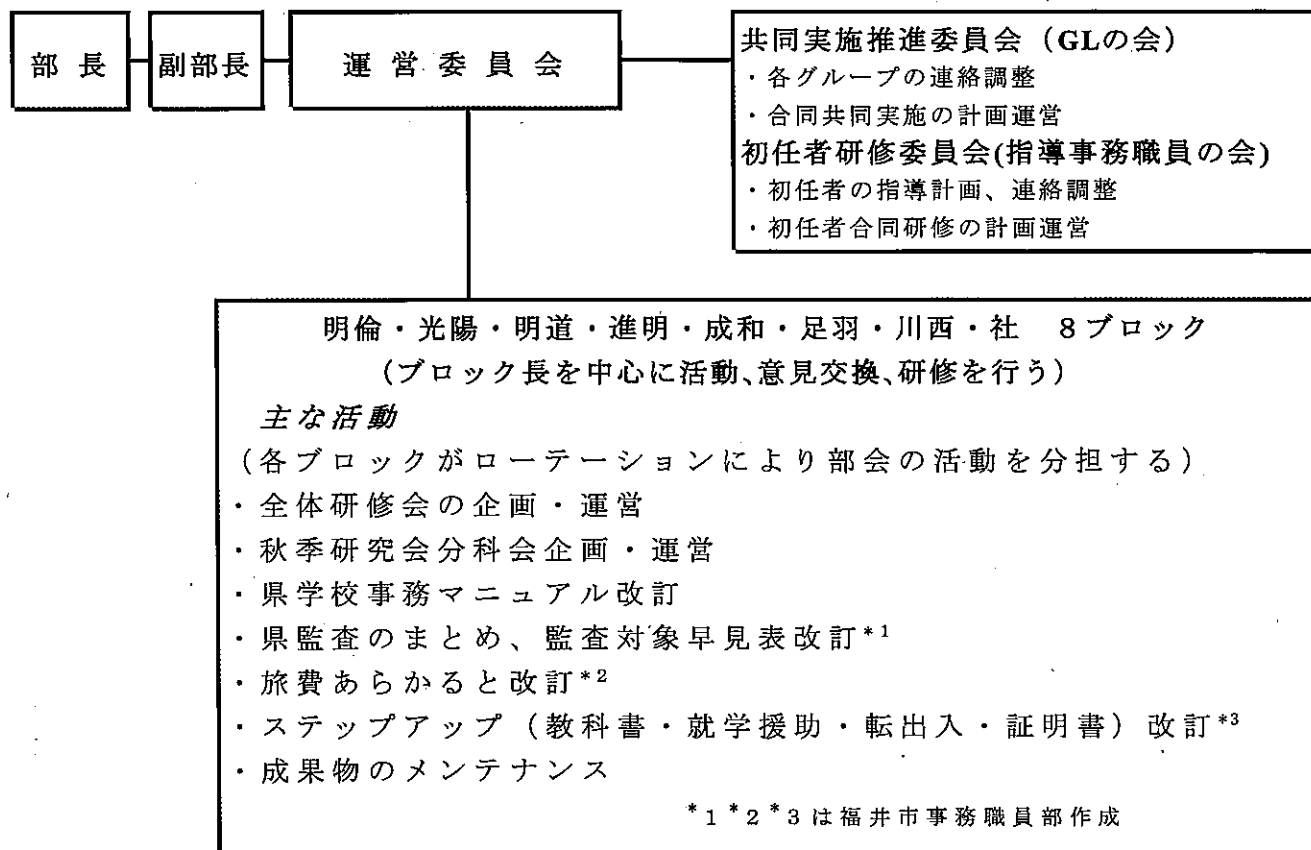 部長
副部長
運営委員会
共同実施推進委員会（GLの会）
・各グループの連絡調整
・合同共同実施の計画運営
初任者研修委員会(指導事務職員の会)
・初任者の指導計画、連絡調整
・初任者合同研修の計画運営
明倫・光陽・明道・進明・成和・足羽・川西・社　８ブロック
(ブロック長を中心に活動、意見交換、研修を行う)
主な活動
(各ブロックがローテーションにより部会の活動を分担する)
・全体研修会の企画・運営
・秋季研究会分科会企画・運営
・県学校事務マニュアル改訂
・県監査のまとめ、監査対象早見表改訂*1
・旅費あらかると改訂*2
・ステップアップ（教科書・就学援助・転出入・証明書）改訂*3
・成果物のメンテナンス
*1 *2 *3は福井市事務職員部作成